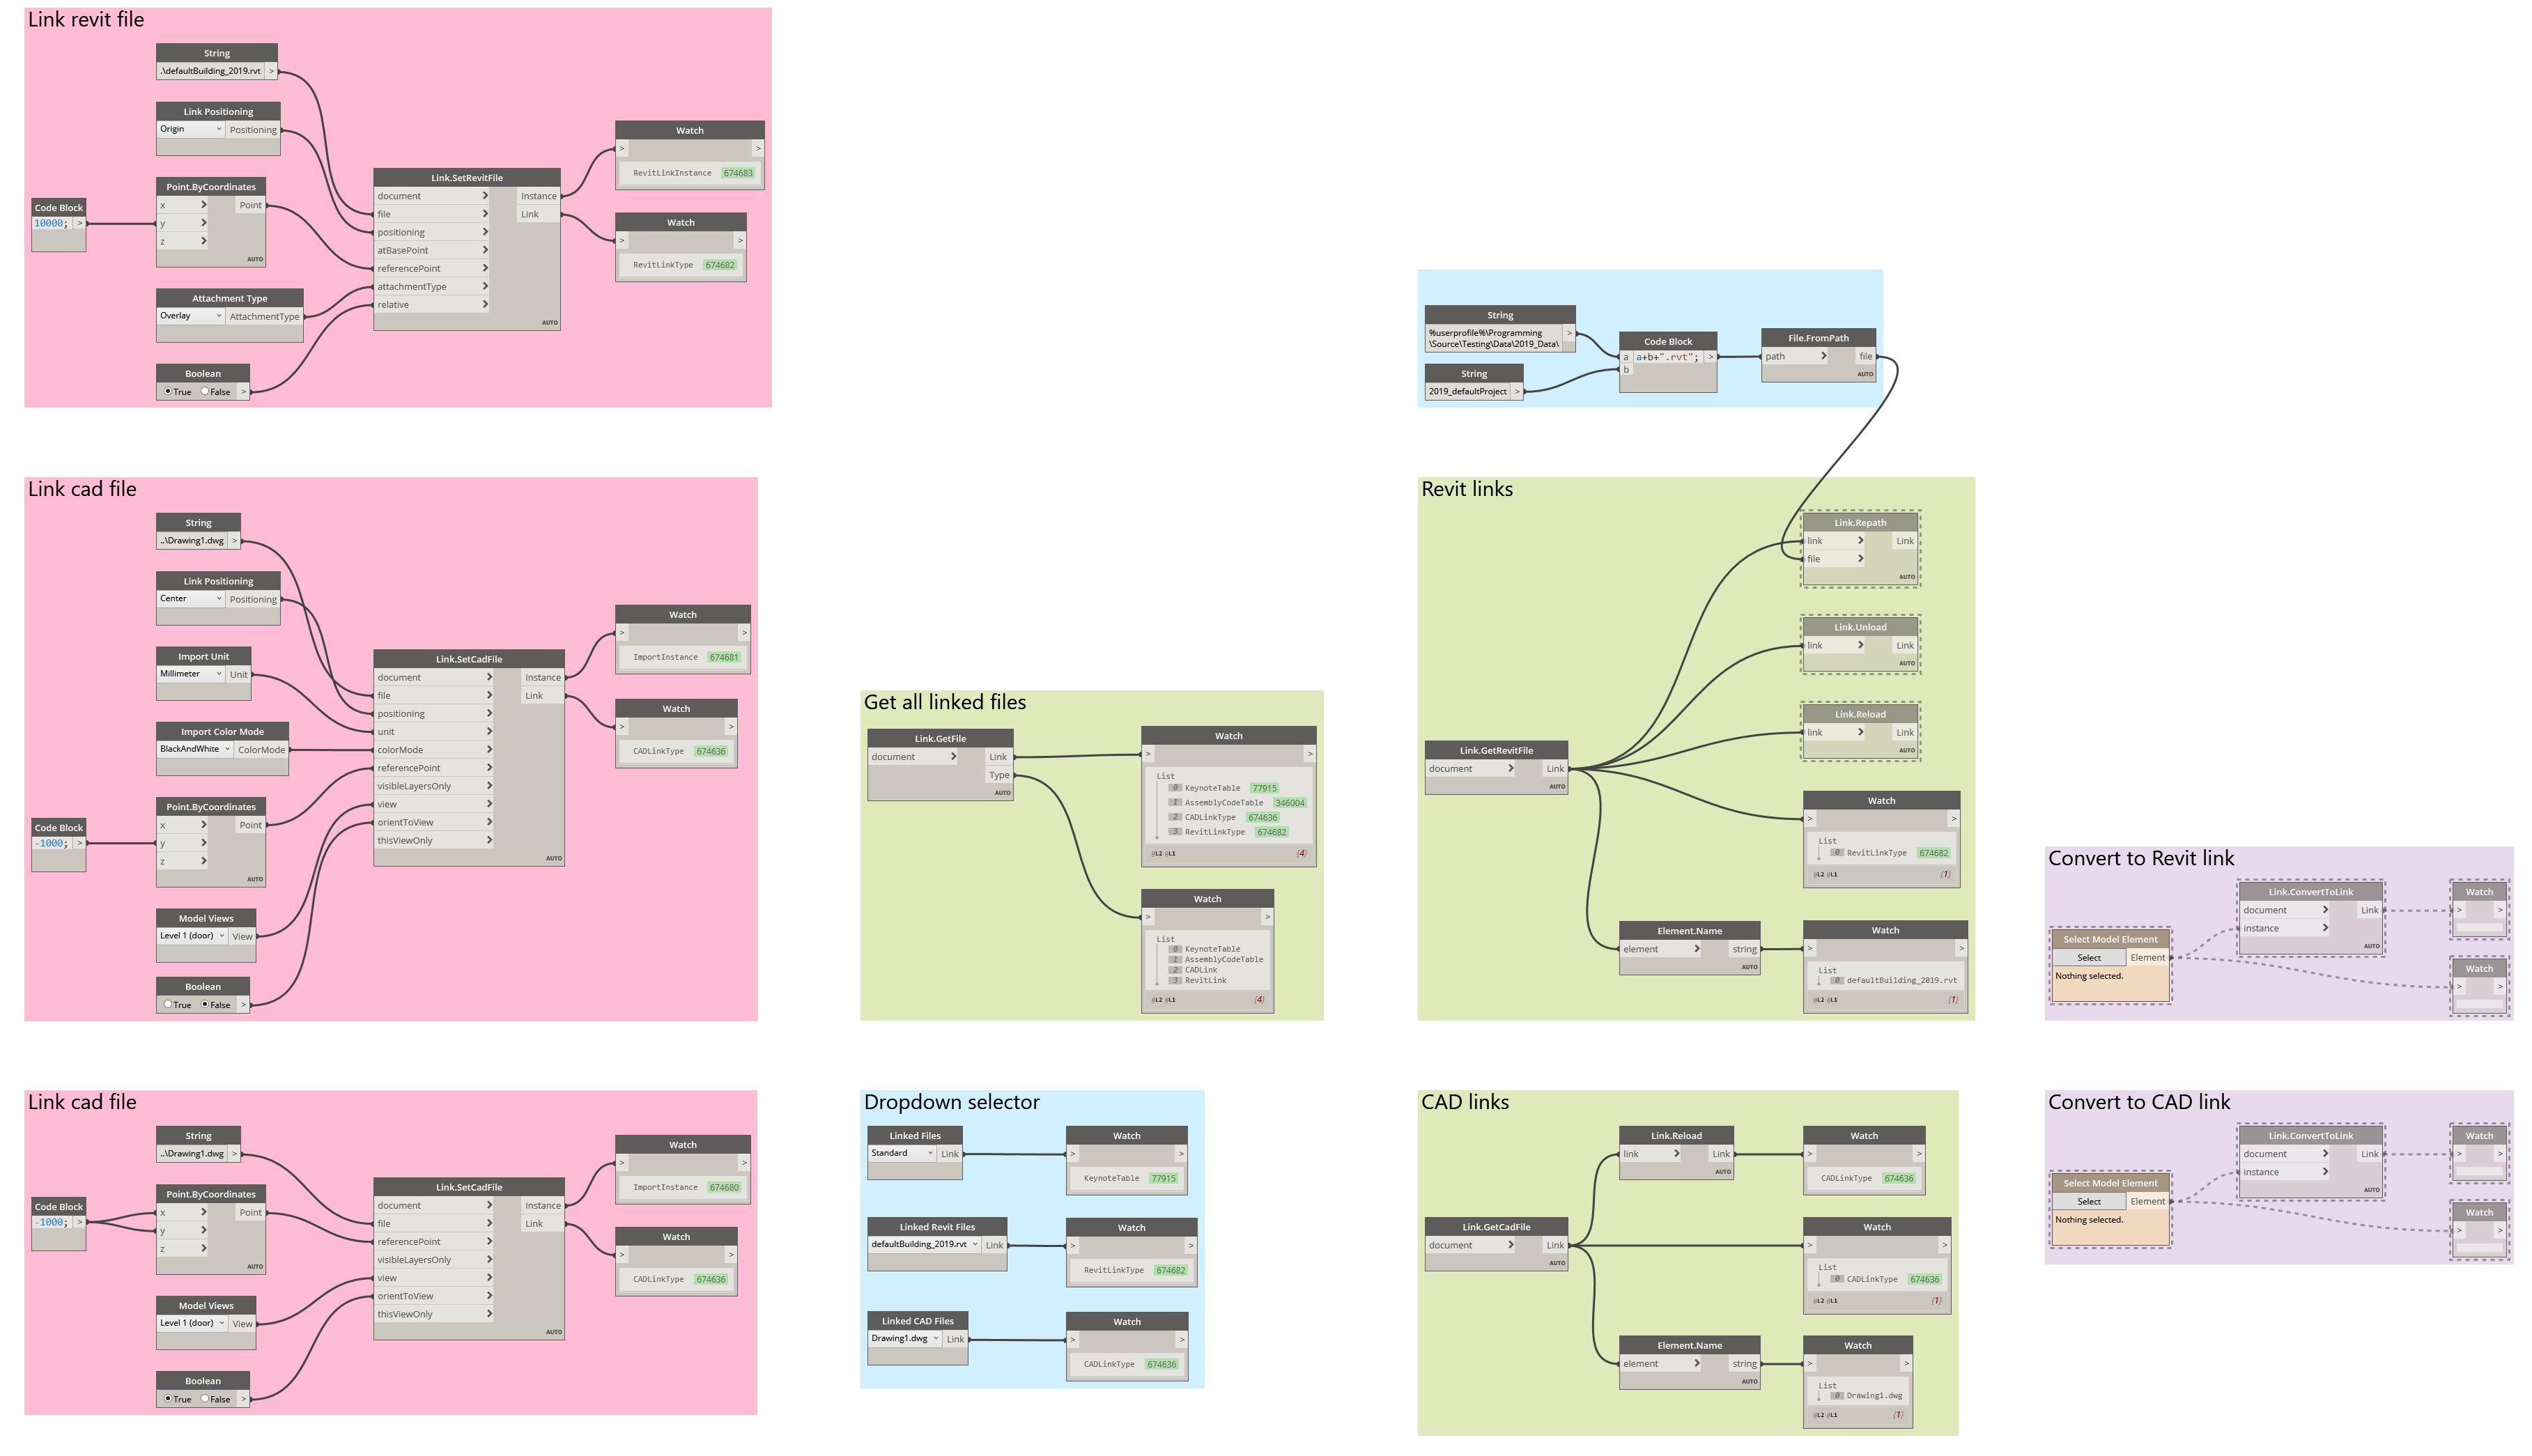 Link revit file
String
.\defaultBuilding_2019.rvt >
Link Positioning
Origin Positioning
Code Block
10000; >
Point.ByCoordinates
x > Point
y >
z >
AUTO
Attachment Type
Overlay AttachmentType
Boolean
True False >
Link.SetRevitFile
document > Instance
file > Link
positioning >
atBasePoint >
referencePoint >
attachmentType >
relative >
AUTO
Watch
> >
RevitLinkInstance 674683
Watch
> >
RevitLinkType 674682
String
%userprofile%\Programming
\Source\Testing\Data\2019_Data\ >
String
2019_defaultProject >
Code Block
a a+b+".rvt"; >
b
File.FromPath
path > file
AUTO
Link cad file
String
..\Drawing1.dwg >
Link Positioning
Center Positioning
Import Unit
Millimeter Unit
Import Color Mode
BlackAndWhite ColorMode
Code Block
-1000; >
Point.ByCoordinates
x > Point
y >
z >
AUTO
Model Views
Level 1 (door) View
Boolean
True False >
Link.SetCadFile
document > Instance
file > Link
positioning >
unit >
colorMode >
referencePoint >
visibleLayersOnly >
view >
orientToView >
thisViewOnly >
AUTO
Watch
> >
ImportInstance 674681
Watch
> >
CADLinkType 674636
Get all linked files
Link.GetFile
document > Link
Type
AUTO
Watch
> >
List
0 KeynoteTable 77915
1 AssemblyCodeTable 346004
2 CADLinkType 674636
3 RevitLinkType 674682
@L2 @L1 {4}
Watch
> >
List
0 KeynoteTable
1 AssemblyCodeTable
2 CADLink
3 RevitLink
@L2 @L1 {4}
Revit links
Link.GetRevitFile
document > Link
AUTO
Link.Repath
link > Link
file >
AUTO
Link.Unload
link > Link
AUTO
Link.Reload
link > Link
AUTO
Watch
> >
List
0 RevitLinkType 674682
@L2 @L1 {1}
Element.Name
element > string
AUTO
Watch
> >
List
0 defaultBuilding_2019.rvt
@L2 @L1 {1}
Convert to Revit link
Select Model Element
Select Element
Nothing selected.
Link.ConvertToLink
document > Link
instance >
AUTO
Watch
> >
Watch
> >
Link cad file
String
..\Drawing1.dwg >
Code Block
-1000; >
Point.ByCoordinates
x > Point
y >
z >
AUTO
Model Views
Level 1 (door) View
Boolean
True False >
Link.SetCadFile
document > Instance
file > Link
referencePoint >
visibleLayersOnly >
view >
orientToView >
thisViewOnly >
AUTO
Watch
> >
ImportInstance 674680
Watch
> >
CADLinkType 674636
Dropdown selector
Linked Files
Standard Link
Watch
> >
KeynoteTable 77915
Linked Revit Files
defaultBuilding_2019.rvt Link
Watch
> >
RevitLinkType 674682
Linked CAD Files
Drawing1.dwg Link
Watch
> >
CADLinkType 674636
CAD links
Link.GetCadFile
document > Link
AUTO
Link.Reload
link > Link
AUTO
Watch
> >
CADLinkType 674636
Watch
> >
List
0 CADLinkType 674636
@L2 @L1 {1}
Element.Name
element > string
AUTO
Watch
> >
List
0 Drawing1.dwg
@L2 @L1 {1}
Convert to CAD link
Select Model Element
Select Element
Nothing selected.
Link.ConvertToLink
document > Link
instance >
AUTO
Watch
> >
Watch
> >